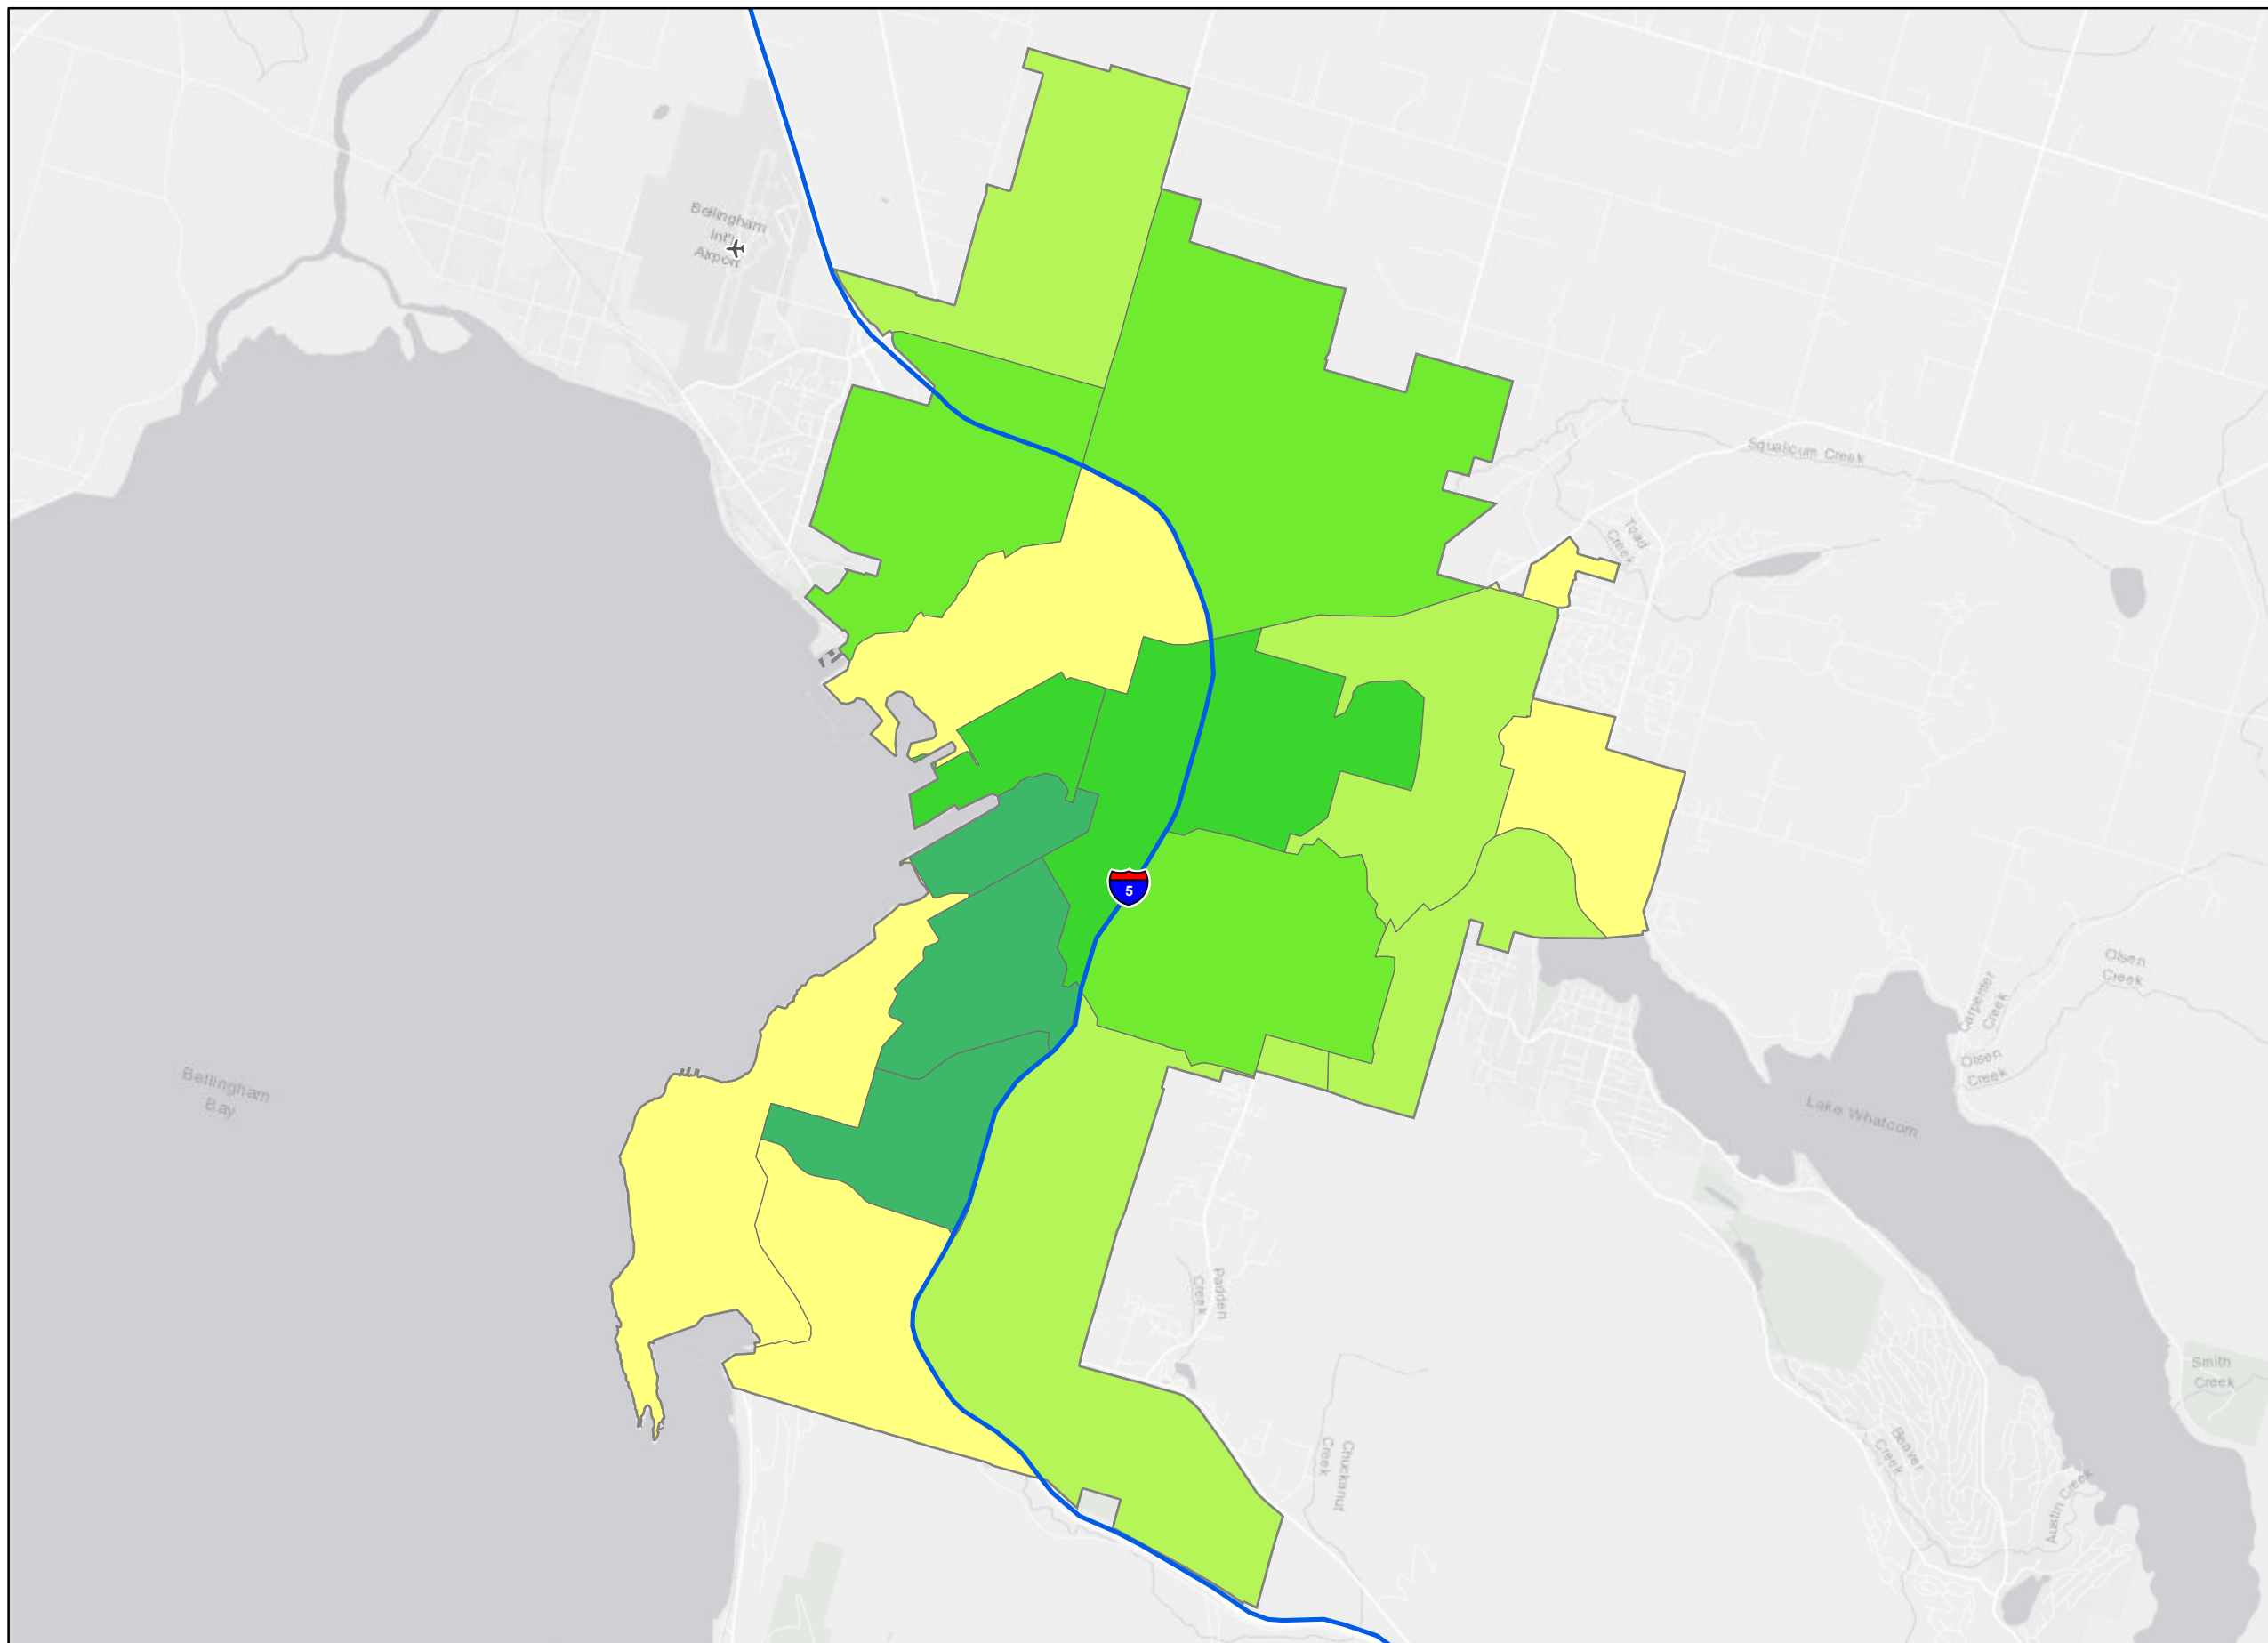 Bellingham
Int'l
Airport
Squalicum Creek
Toad
Creek
5
Olsen
Creek
Carpenter
Creek
Olsen
Creek
Bellingham
Bay
Lake Whatcom
Padden
Creek
Smith
Creek
Chuckanut
Creek
Beaver
Creek
Austin Creek